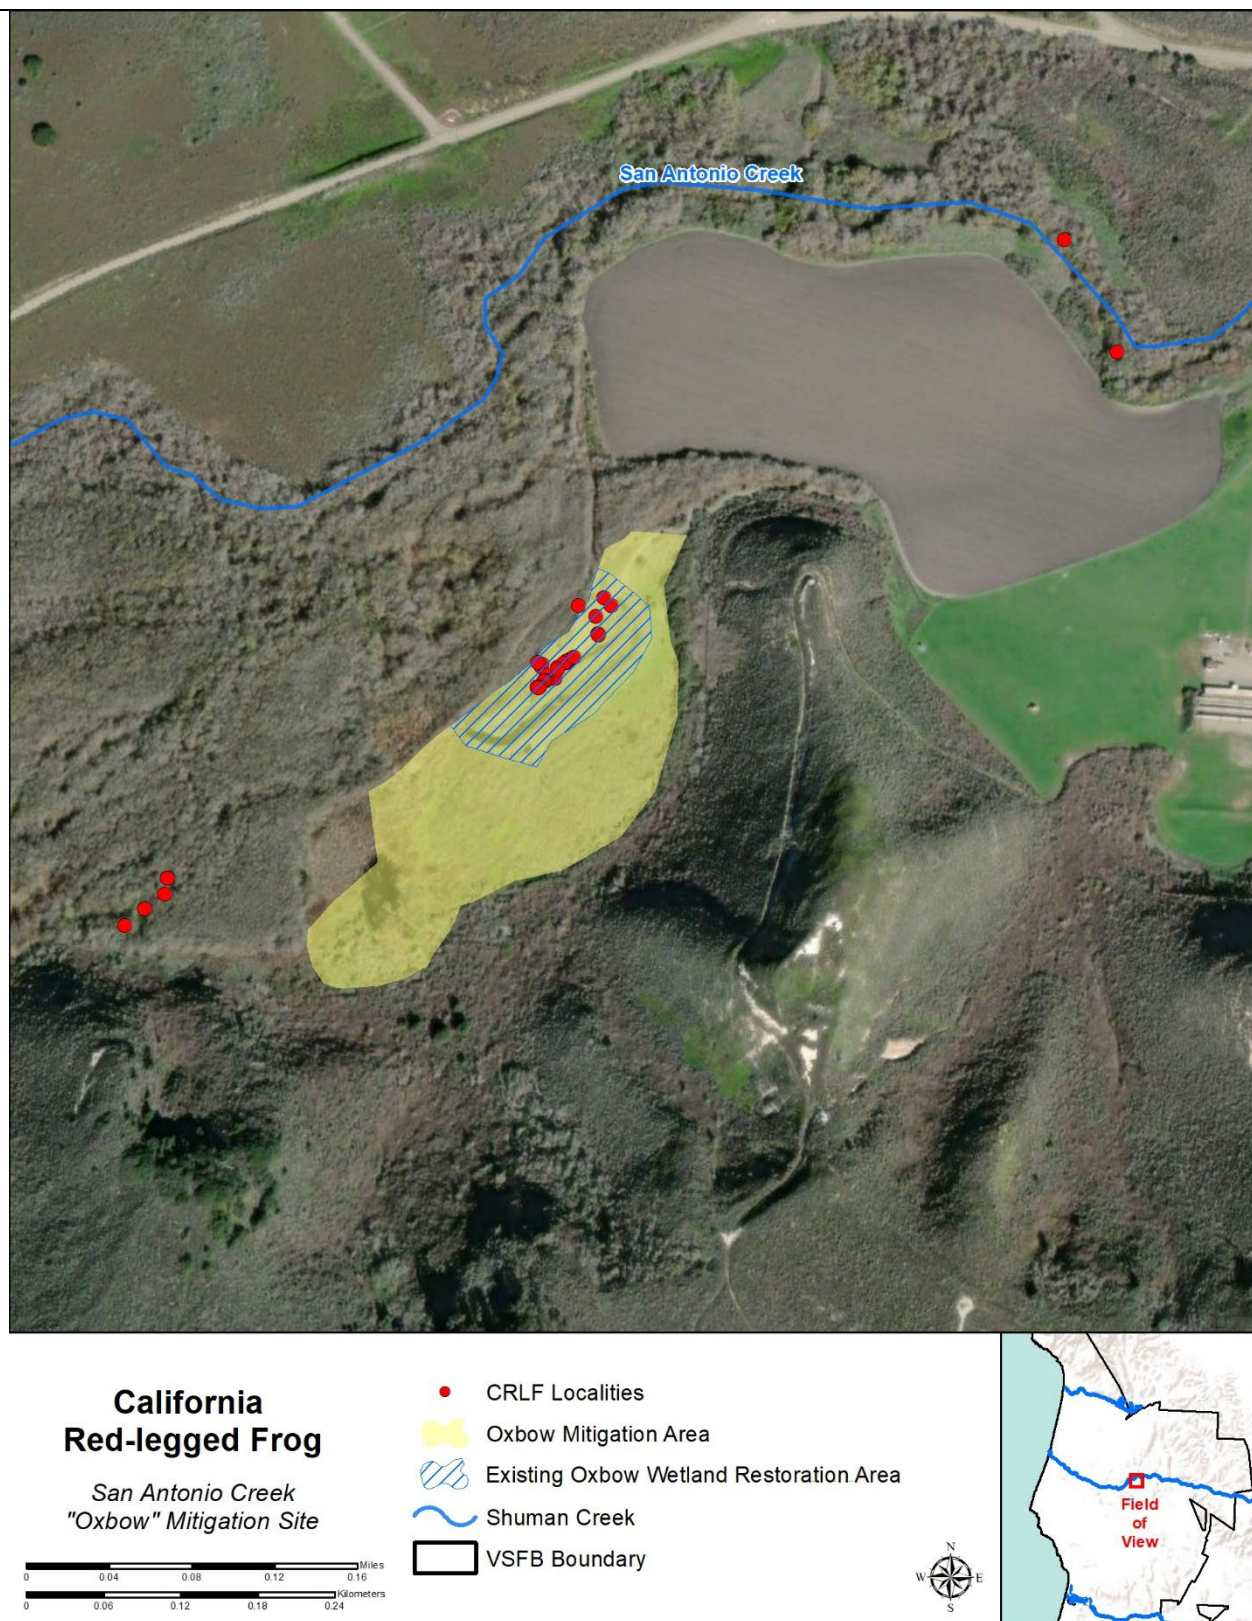 San Antonio Creek
California
Red-legged Frog
San Antonio Creek
"Oxbow" Mitigation Site
Miles
0 0.04 0.08 0.12 0.16
Kilometers
0 0.06 0.12 0.18 0.24
CRLF Localities
Oxbow Mitigation Area
Existing Oxbow Wetland Restoration Area
Shuman Creek
VSFB Boundary
N
W E
S
Field
of
View